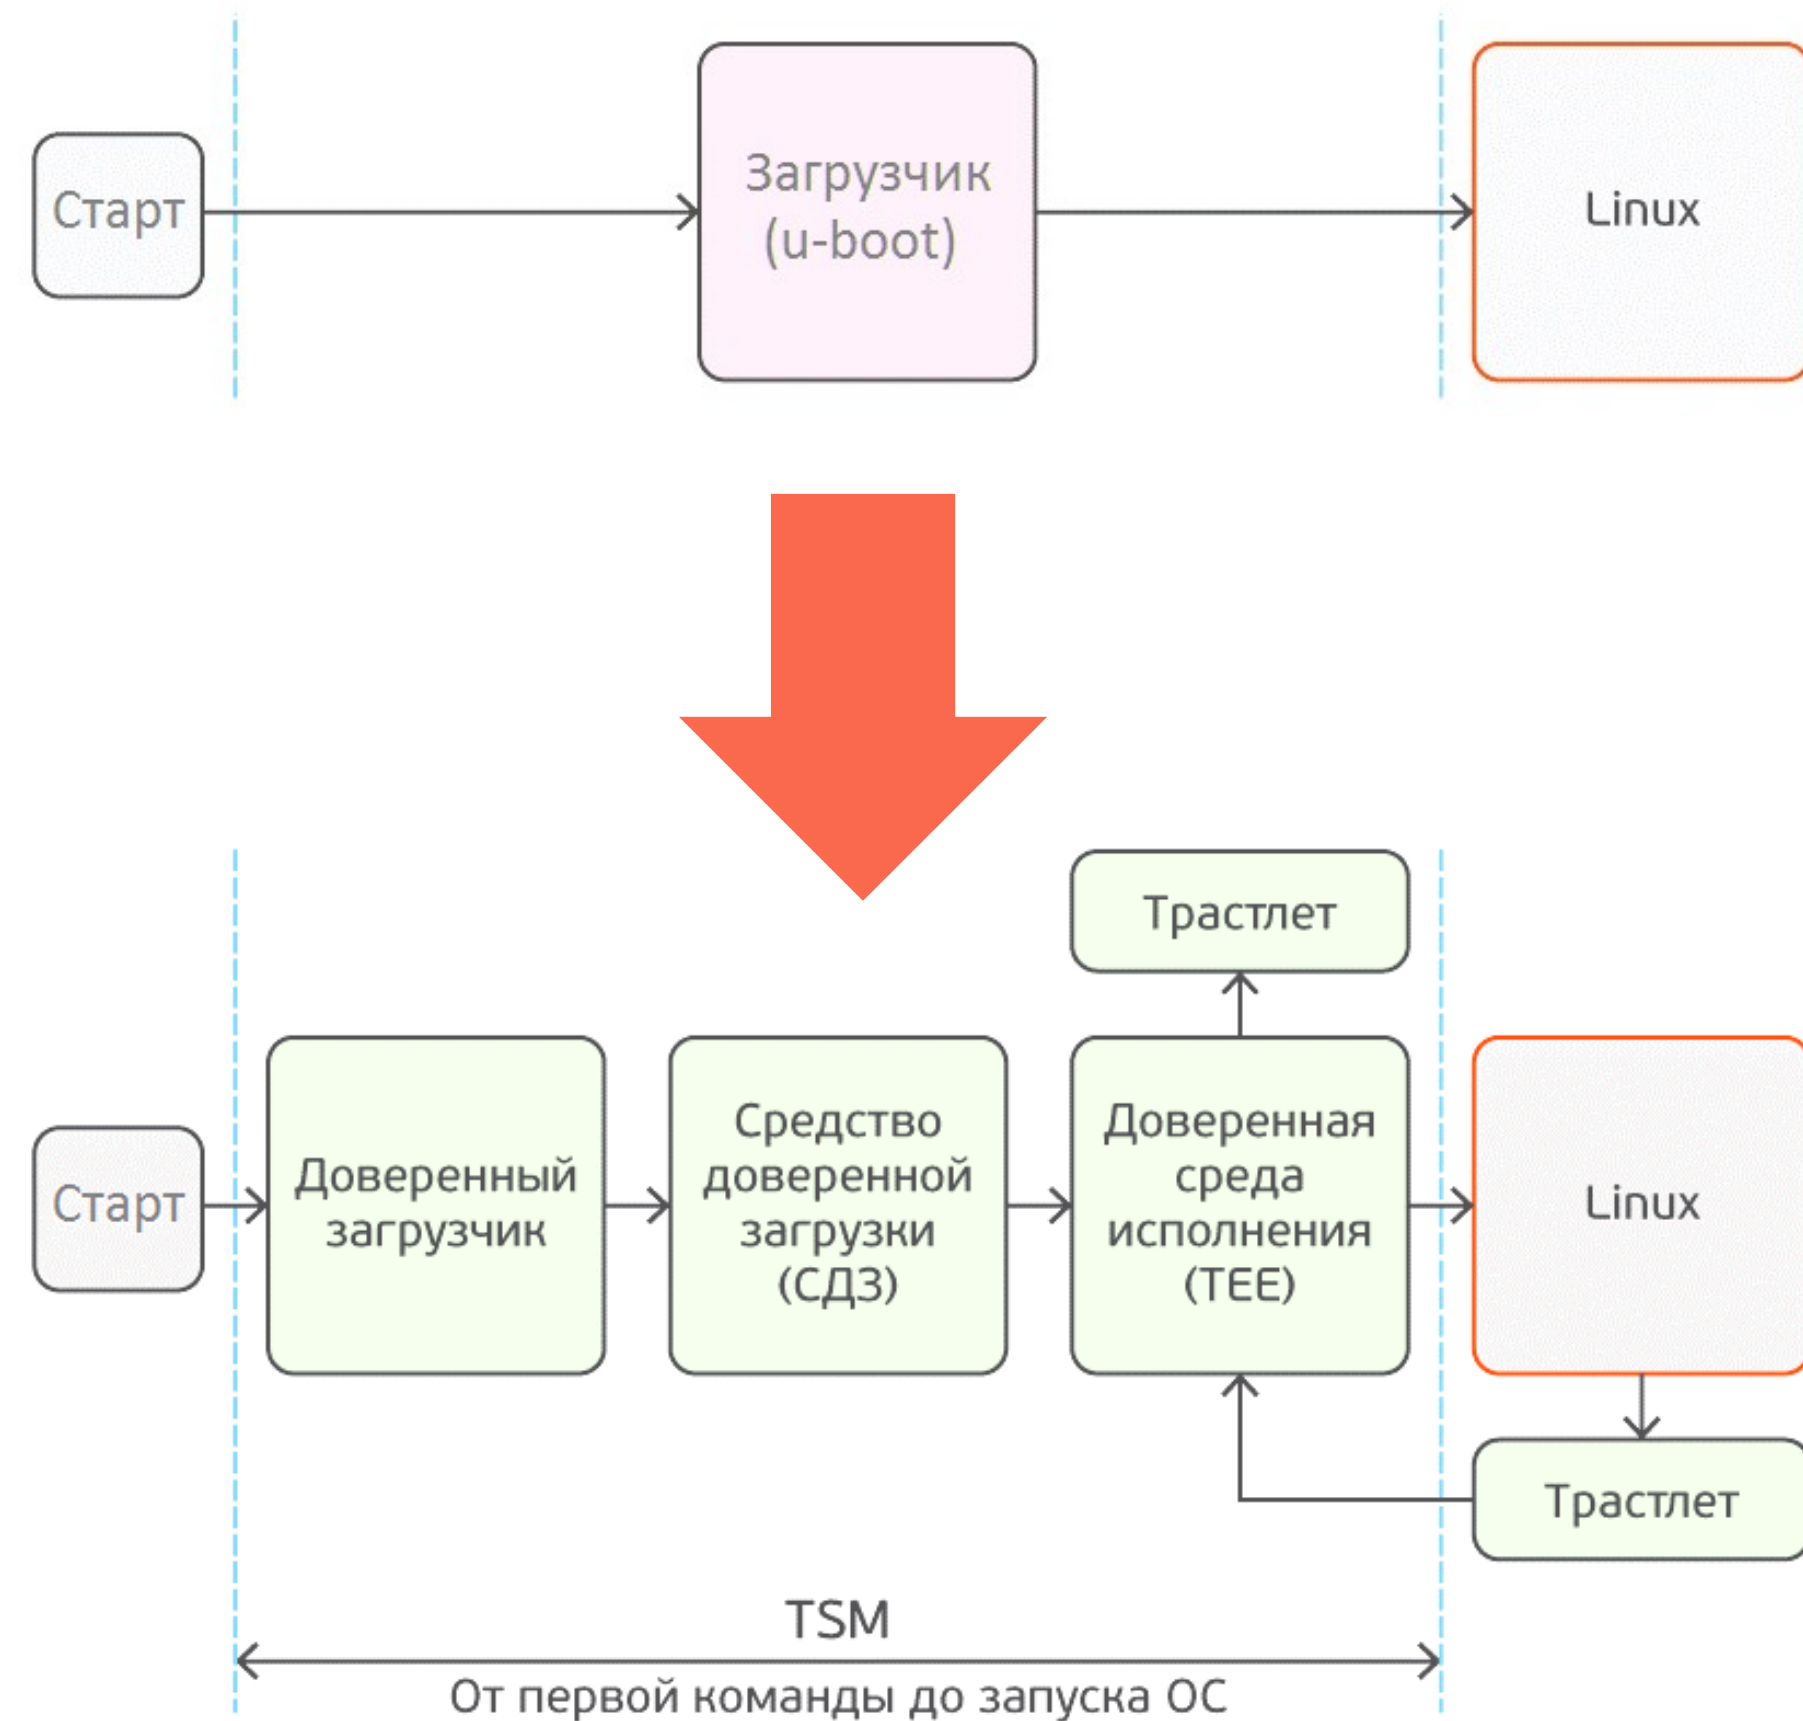 Старт
Загрузчик
(u-boot)
Linux
Трастлет
Старт
Доверенный
загрузчик
Средство
доверенной
загрузки
(СДЗ)
Доверенная
среда
исполнения
(TEE)
Linux
Трастлет
TSM
От первой команды до запуска ОС